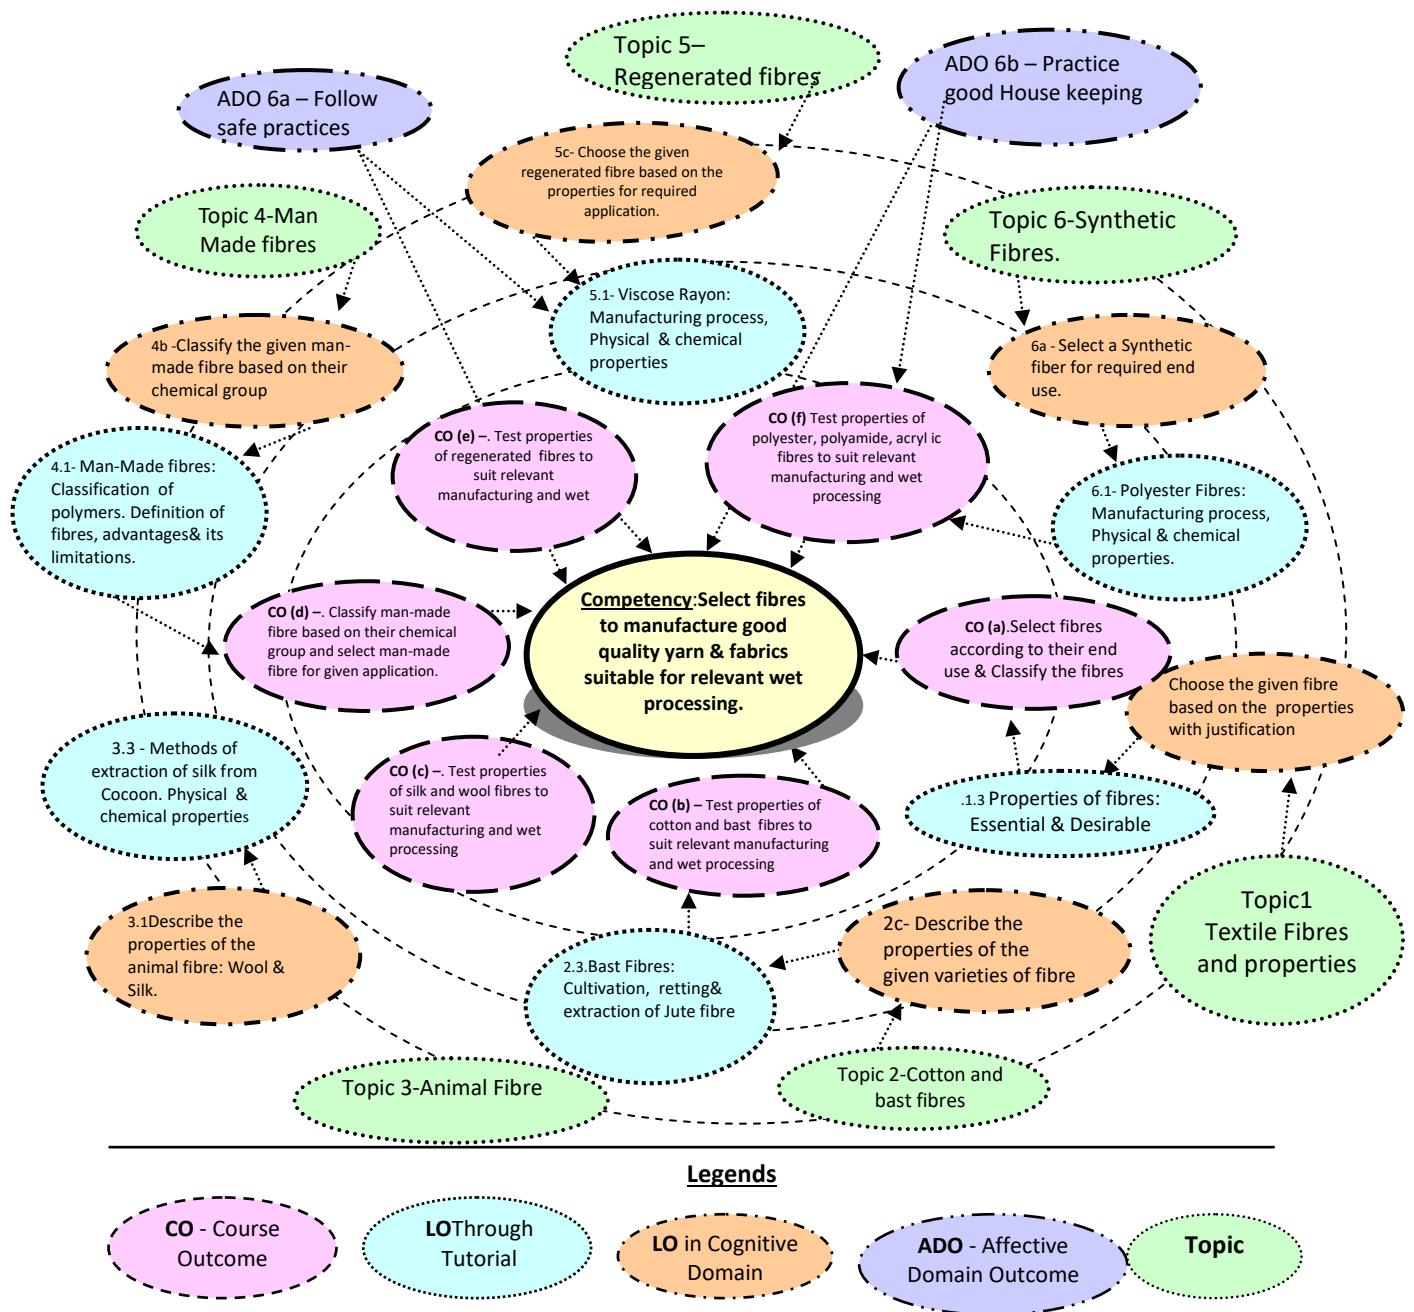 Topic 5–
Regenerated fibres
ADO 6b – Practice
good House keeping
ADO 6a – Follow
safe practices
5c- Choose the given
regenerated fibre based on the
properties for required
application.
Topic 4-Man
Made fibres
Topic 6-Synthetic
Fibres.
5.1- Viscose Rayon:
Manufacturing process,
Physical & chemical
properties
4b -Classify the given man-
made fibre based on their
chemical group
6a - Select a Synthetic
fiber for required end
use.
CO (e) –. Test properties
of regenerated fibres to
suit relevant
manufacturing and wet
CO (f) Test properties of
polyester, polyamide, acryl ic
fibres to suit relevant
manufacturing and wet
processing
4.1- Man-Made fibres:
Classification of
polymers. Definition of
fibres, advantages& its
limitations.
6.1- Polyester Fibres:
Manufacturing process,
Physical & chemical
properties.
CO (d) –. Classify man-made
fibre based on their chemical
group and select man-made
fibre for given application.
Competency:Select fibres
to manufacture good
quality yarn & fabrics
suitable for relevant wet
processing.
CO (a).Select fibres
according to their end
use & Classify the fibres
Choose the given fibre
based on the properties
with justification
3.3 - Methods of
extraction of silk from
Cocoon. Physical &
chemical properties
CO (c) –. Test properties
of silk and wool fibres to
suit relevant
manufacturing and wet
processing
CO (b) – Test properties of
cotton and bast fibres to
suit relevant manufacturing
and wet processing
.1.3 Properties of fibres:
Essential & Desirable
3.1Describe the
properties of the
animal fibre: Wool &
Silk.
2.3.Bast Fibres:
Cultivation, retting&
extraction of Jute fibre
2c- Describe the
properties of the
given varieties of fibre
Topic1
Textile Fibres
and properties
Topic 3-Animal Fibre
Topic 2-Cotton and
bast fibres
Legends
CO - Course
Outcome
LOThrough
Tutorial
LO in Cognitive
Domain
ADO - Affective
Domain Outcome
Topic